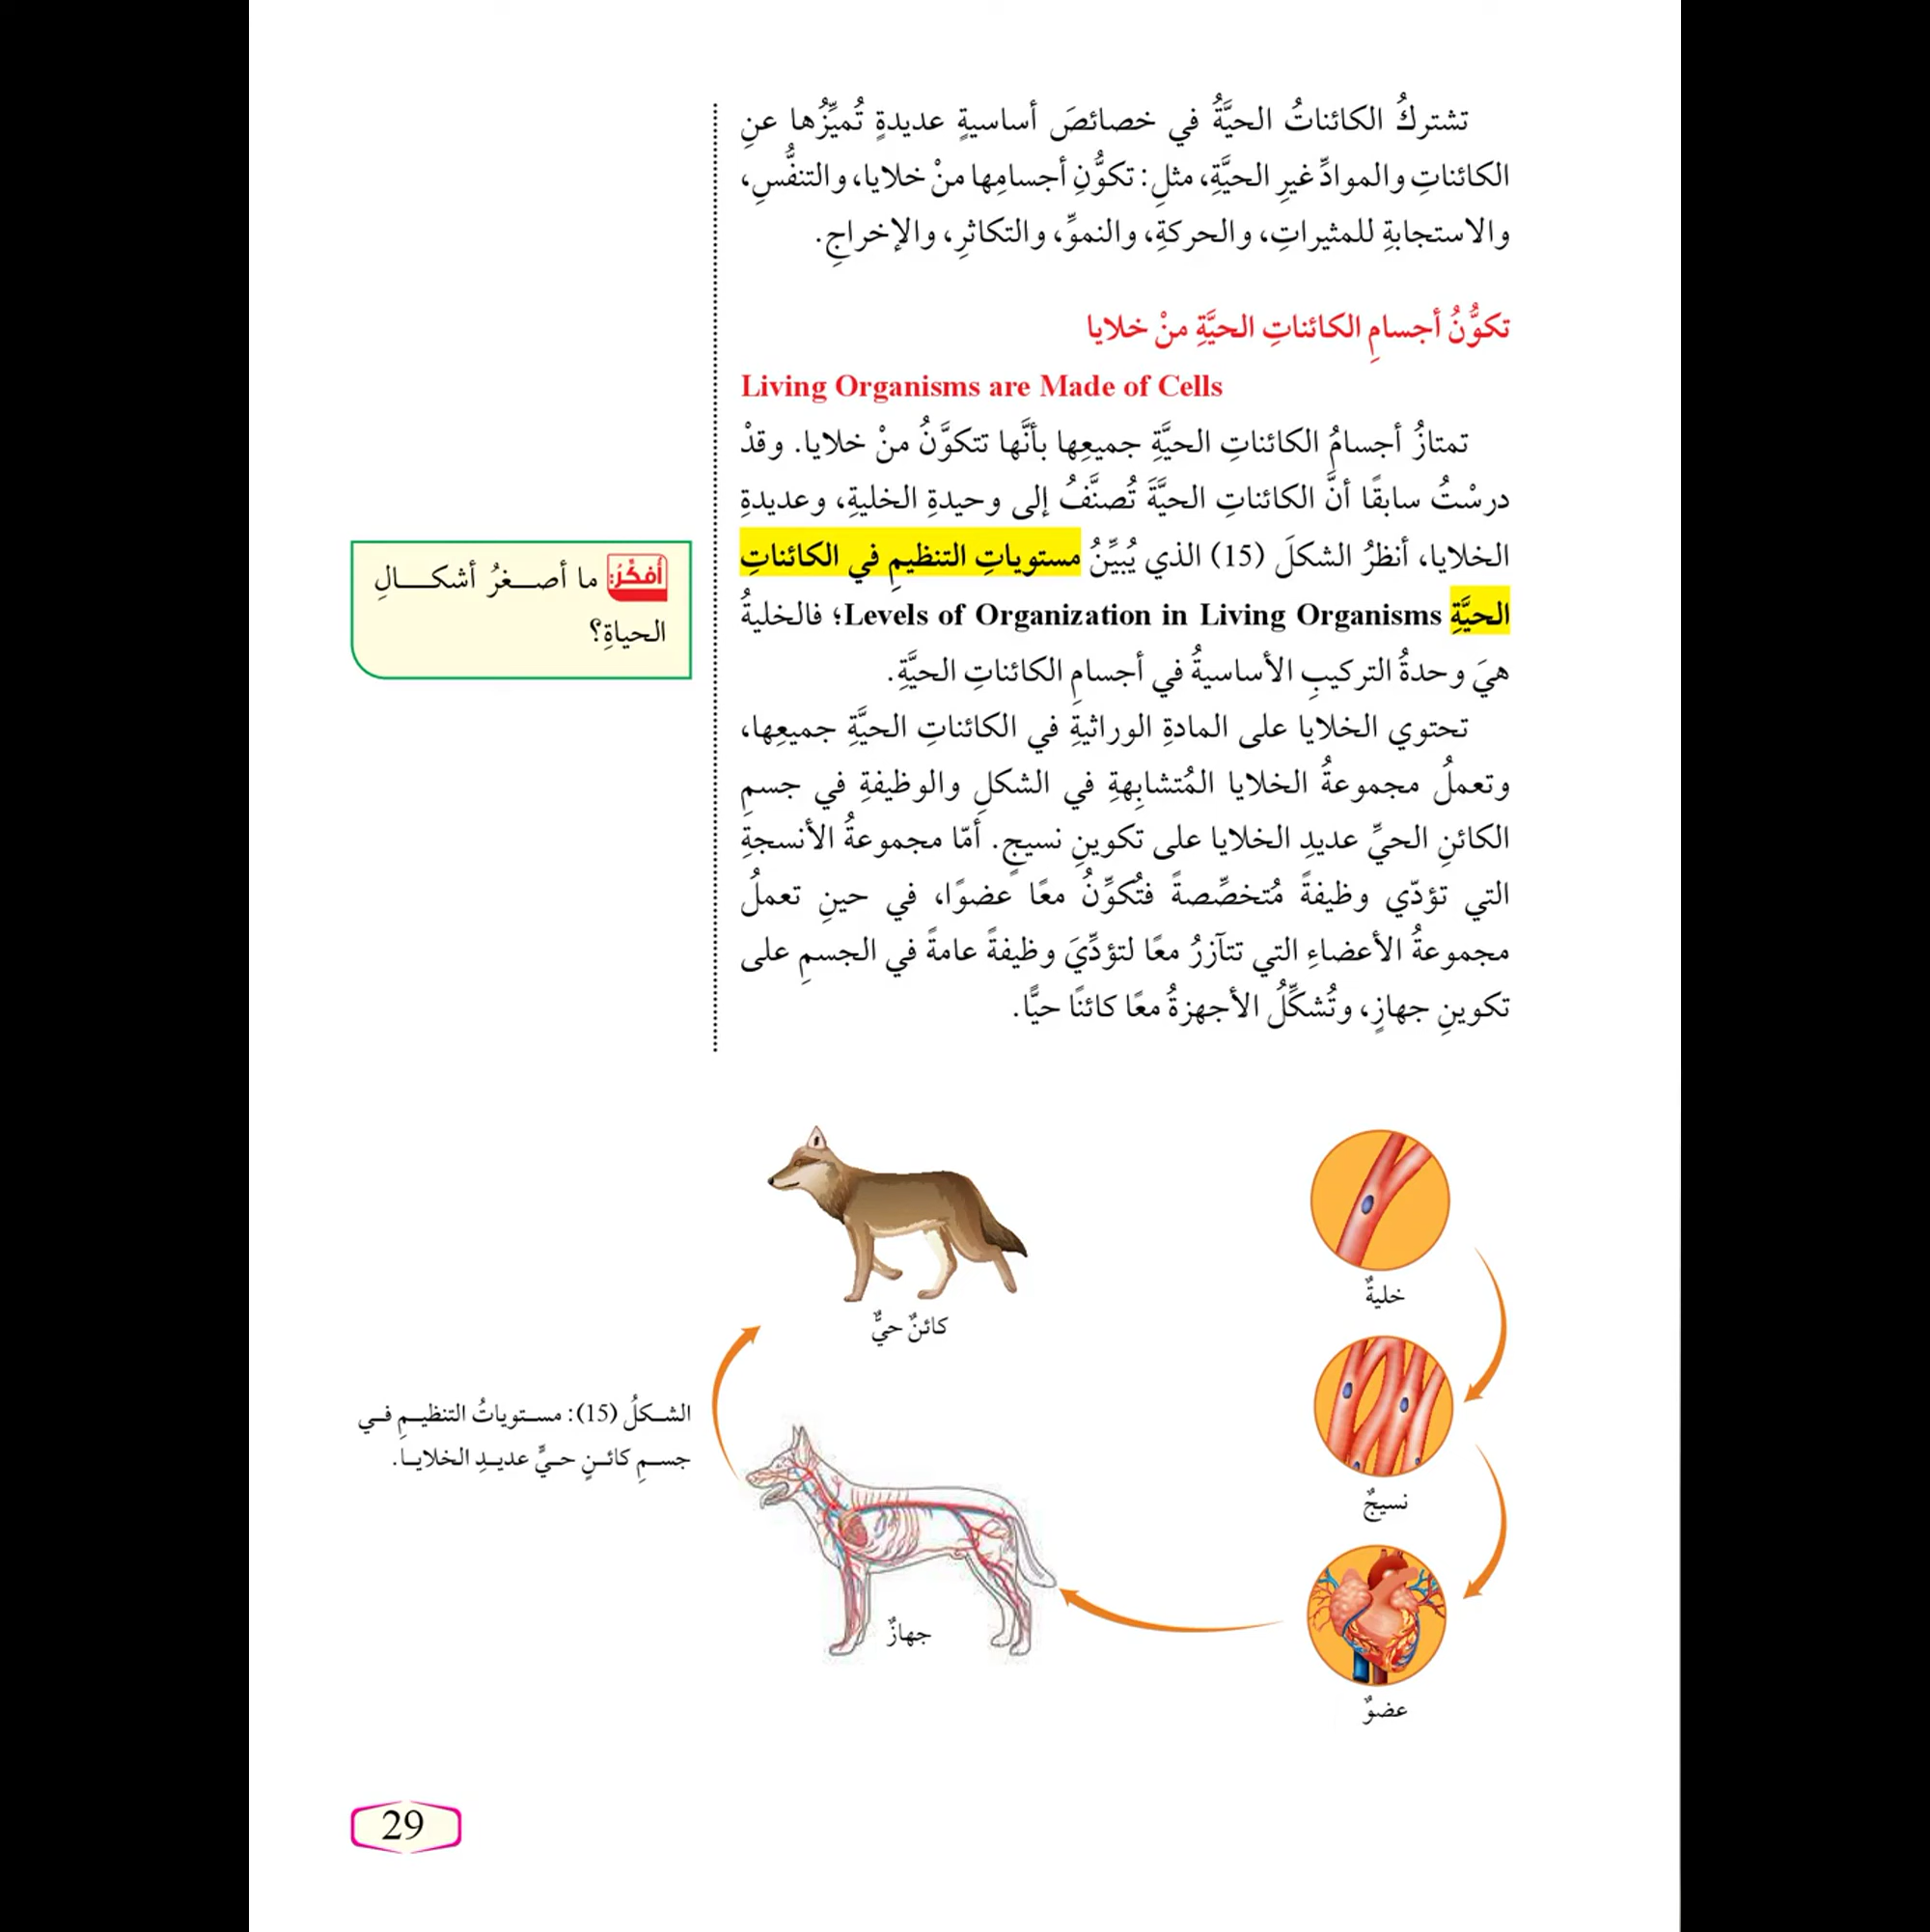 تشتركُ الكائناتُ الحيَّةُ في خصائصَ أساسيةٍ عديدةٍ تُميِّزُها عنِ
الكائناتِ والموادِّ غيرِ الحيَّةِ، مثلِ: تكوُّنِ أجسامِها منْ خلايا، والتنفُّسِ،
والاستجابةِ للمثيراتِ، والحركةِ، والنموِّ، والتكاثرِ، والإخراجِ.
تكوُّنُ أجسامِ الكائناتِ الحيَّةِ منْ خلايا
Living Organisms are Made of Cells
تمتازُ أجسامُ الكائناتِ الحيَّةِ جميعِها بأنَّها تتكوَّنُ منْ خلايا. وقدْ
درسْتُ سابقًا أنَّ الكائناتِ الحيَّةَ تُصنَّفُ إلى وحيدةِ الخليةِ، وعديدةِ
الخلايا، أنظرُ الشكلَ (15) الذي يُبيِّنُ مستوياتِ التنظيمِ في الكائناتِ
الحيَّةِ Levels of Organization in Living Organisms؛ فالخليةُ
هيَ وحدةُ التركيبِ الأساسيةُ في أجسامِ الكائناتِ الحيَّةِ.
تحتوي الخلايا على المادةِ الوراثيةِ في الكائناتِ الحيَّةِ جميعِها،
وتعملُ مجموعةُ الخلايا المُتشابِهةِ في الشكلِ والوظيفةِ في جسمِ
الكائنِ الحيِّ عديدِ الخلايا على تكوينِ نسيجٍ. أمّا مجموعةُ الأنسجةِ
التي تؤدّي وظيفةً مُتخصِّصةً فتُكوِّنُ معًا عضوًا، في حينِ تعملُ
مجموعةُ الأعضاءِ التي تتآزرُ معًا لتؤدِّيَ وظيفةً عامةً في الجسمِ على
تكوينِ جهازٍ، وتُشكِّلُ الأجهزةُ معًا كائنًا حيًّا.
أُفكِّرُ: ما أصغرُ أشكالِ
الحياةِ؟
خليةٌ
نسيجٌ
عضوٌ
جهازٌ
كائنٌ حيٌّ
الشكلُ (15): مستوياتُ التنظيمِ في
جسمِ كائنٍ حيٍّ عديدِ الخلايا.
29